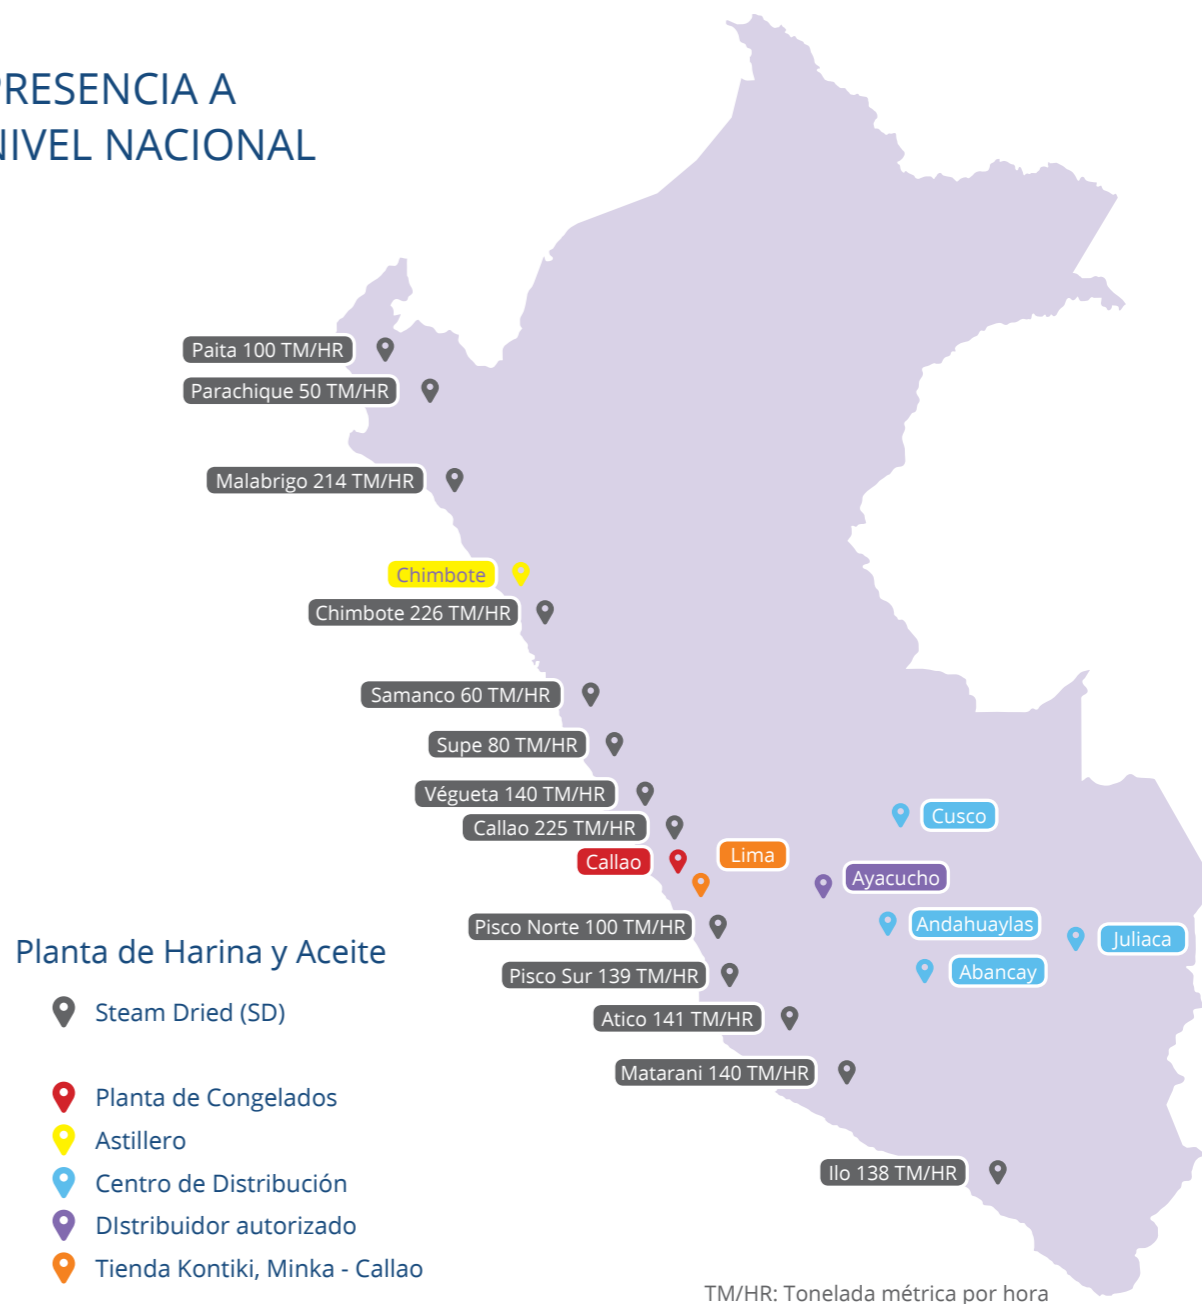 PRESENCIA A
NIVEL NACIONAL
Paita 100 TM/HR
Parachique 50 TM/HR
Malabrigo 214 TM/HR
Chimbote
Chimbote 226 TM/HR
Samanco 60 TM/HR
Supe 80 TM/HR
Végueta 140 TM/HR
Callao 225 TM/HR
Callao
Lima
Cusco
Ayacucho
Andahuaylas
Juliaca
Abancay
Pisco Norte 100 TM/HR
Pisco Sur 139 TM/HR
Atico 141 TM/HR
Matarani 140 TM/HR
Ilo 138 TM/HR
Planta de Harina y Aceite
Steam Dried (SD)
Planta de Congelados
Astillero
Centro de Distribución
DIstribuidor autorizado
Tienda Kontiki, Minka - Callao
TM/HR: Tonelada métrica por hora